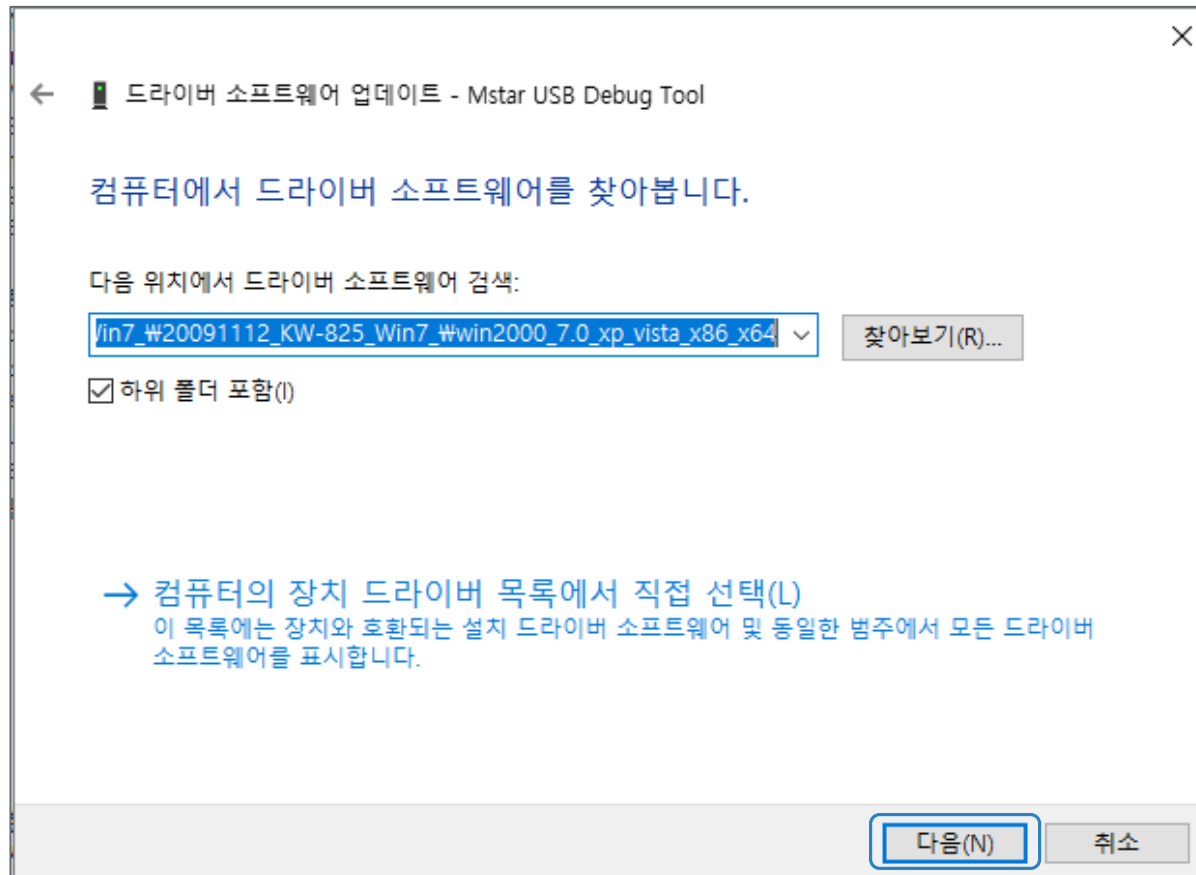 드라이버 소프트웨어 업데이트 - Mstar USB Debug Tool
컴퓨터에서 드라이버 소프트웨어를 찾아봅니다.
다음 위치에서 드라이버 소프트웨어 검색:
/in7_₩20091112_KW-825_Win7_₩win2000_7.0_xp_vista_x86_x64
찾아보기(R)...
하위 폴더 포함(I)
→ 컴퓨터의 장치 드라이버 목록에서 직접 선택(L)
이 목록에는 장치와 호환되는 설치 드라이버 소프트웨어 및 동일한 범주에서 모든 드라이버
소프트웨어를 표시합니다.
다음(N)
취소